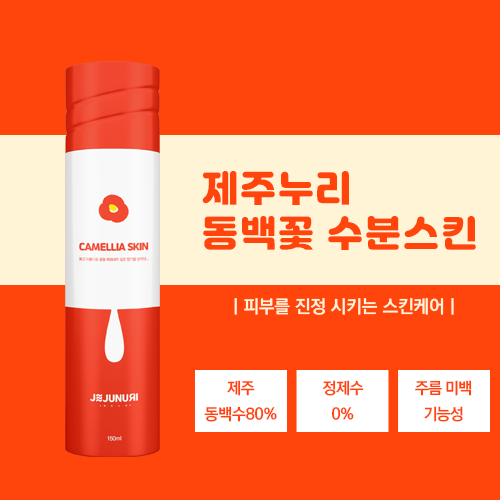 CAMELLIA SKIN
JEJUNURI
150ml
제주누리
동백꽃 수분스킨
| 피부를 진정 시키는 스킨케어 |
제주
동백수80%
정제수
0%
주름 미백
기능성